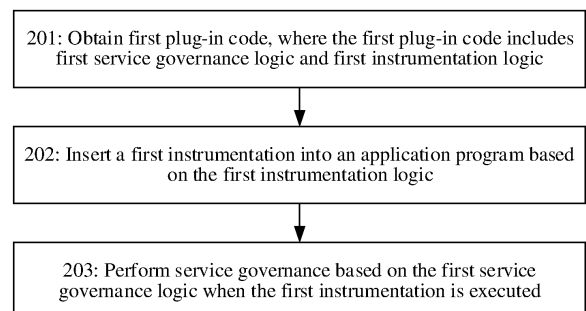 201: Obtain first plug-in code, where the first plug-in code includes
first service governance logic and first instrumentation logic
202: Insert a first instrumentation into an application program based
on the first instrumentation logic
203: Perform service governance based on the first service
governance logic when the first instrumentation is executed